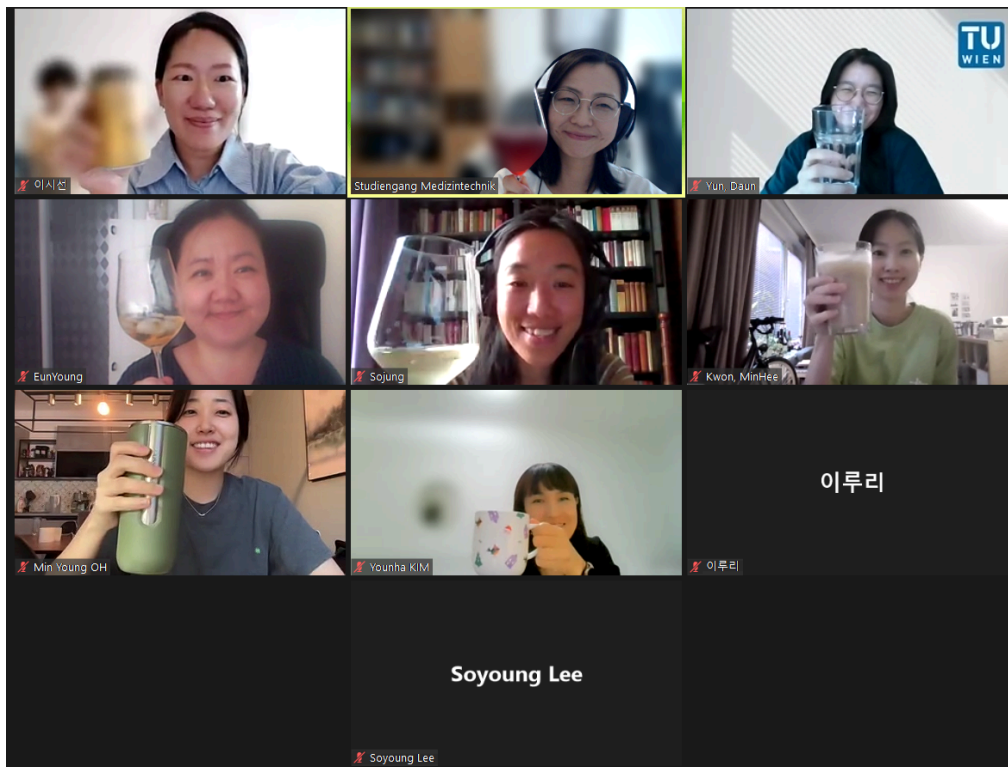 TU
WIEN
이시선
Studiengang Medizintechnik
Yun, Daun
EunYoung
Sojung
Kwon, MinHee
Min Young OH
Younha KIM
이루리
이루리
Soyoung Lee
Soyoung Lee